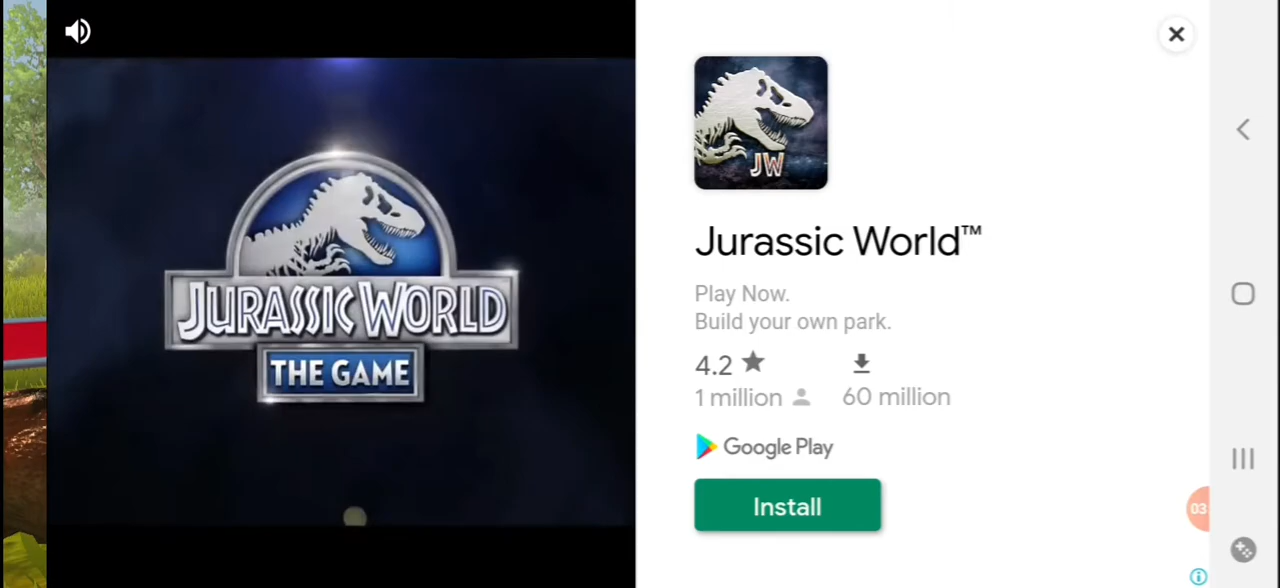 JURASSIC WORLD
THE GAME
JW
Jurassic World™
Play Now.
Build your own park.
4.2
1 million
60 million
Google Play
Install
03